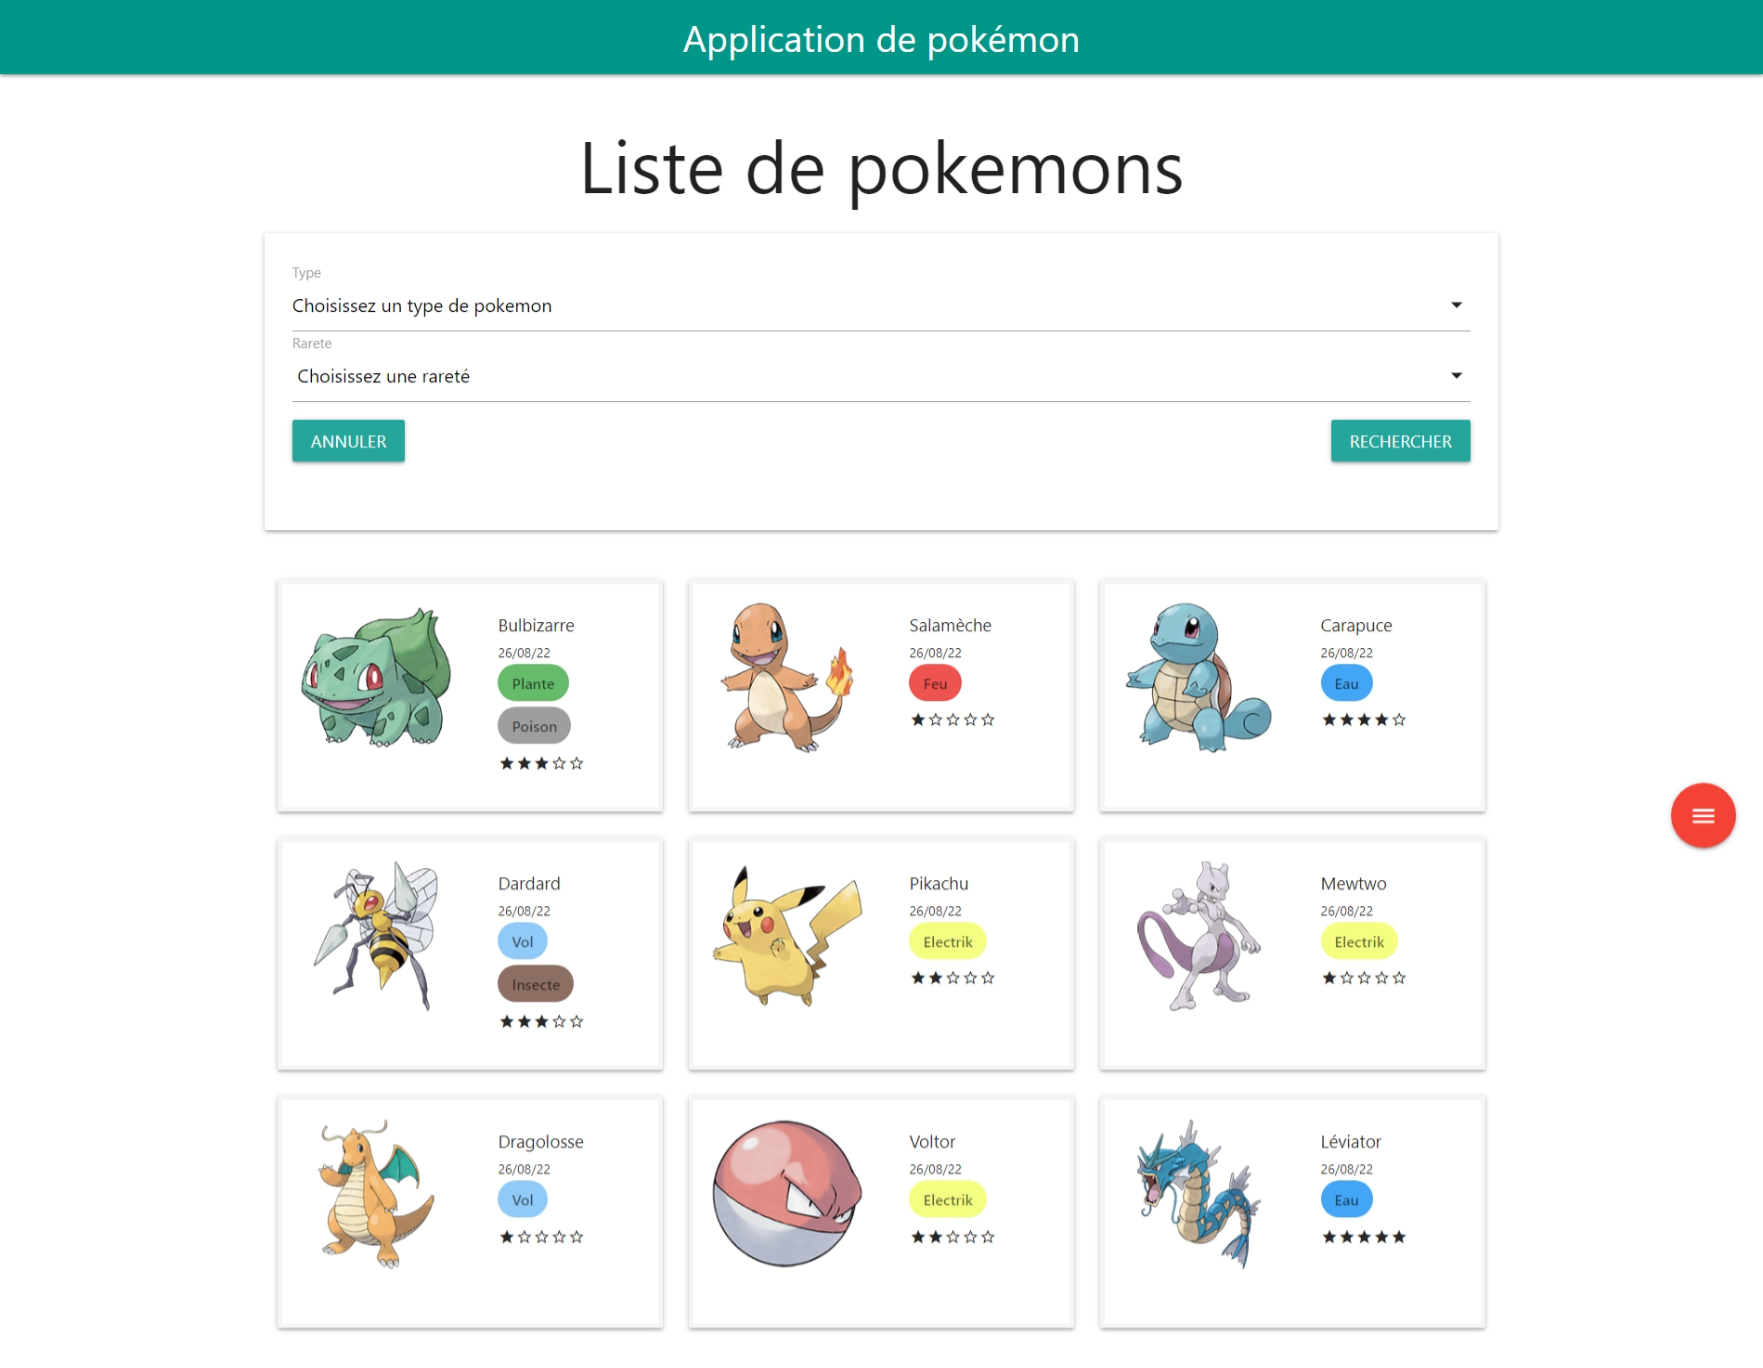 Application de pokémon
Liste de pokemons
Type
Choisissez un type de pokemon
Rarete
Choisissez une rareté
ANNULER
RECHERCHER
Bulbizarre
26/08/22
Plante
Poison
Salamèche
26/08/22
Feu
Carapuce
26/08/22
Eau
Dardard
26/08/22
Vol
Insecte
Pikachu
26/08/22
Electrik
Mewtwo
26/08/22
Electrik
Dragolosse
26/08/22
Vol
Voltor
26/08/22
Electrik
Léviator
26/08/22
Eau